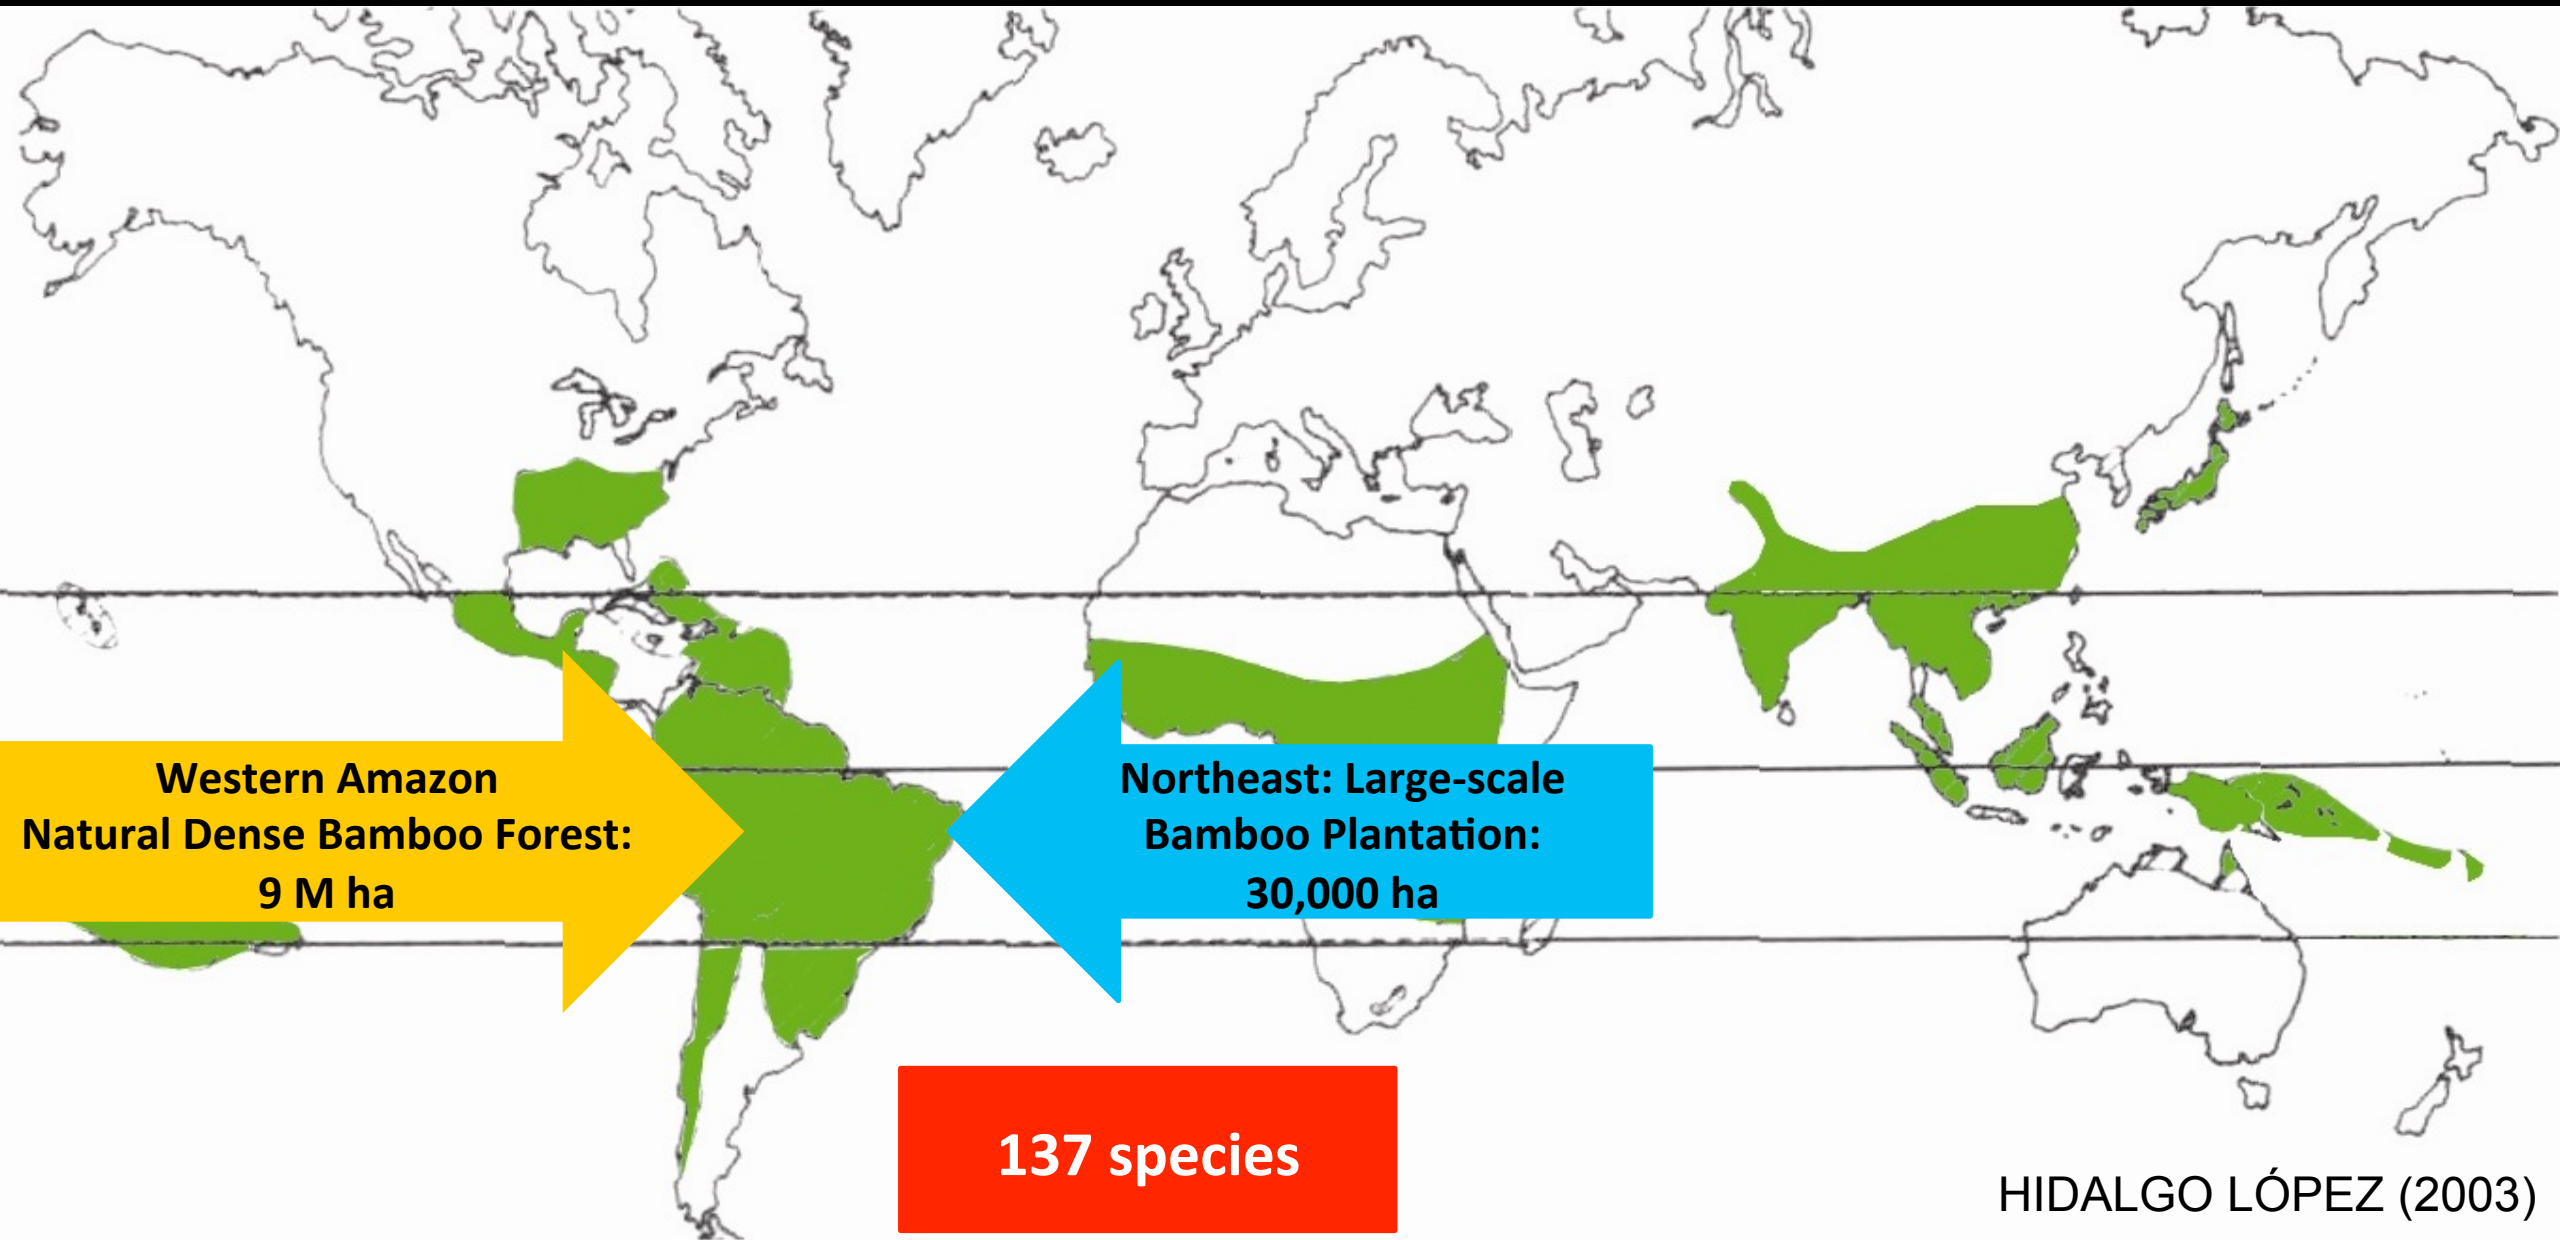 Western Amazon
Natural Dense Bamboo Forest:
9 M ha
Northeast: Large-scale
Bamboo Plantation:
30,000 ha
137 species
HIDALGO LÓPEZ (2003)